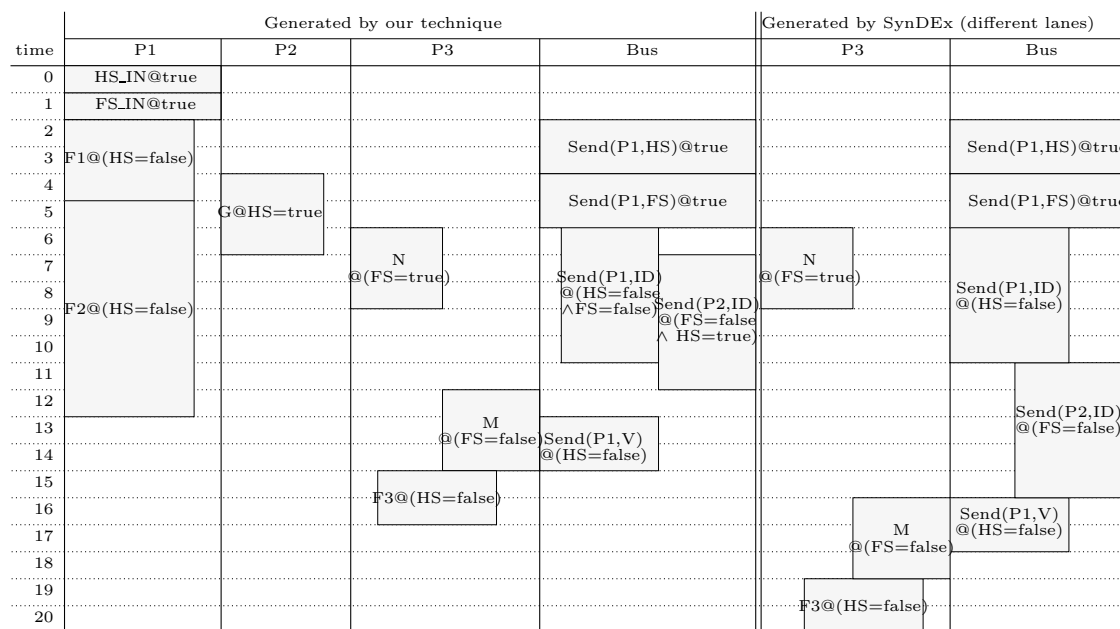 Generated by our technique
Generated by SynDEx (different lanes)
time P1 P2 P3 Bus P3 Bus
0
HS_IN@true
1
FS_IN@true
2
3
F1@(HS=false)
Send(P1,HS)@true
Send(P1,HS)@true
4
5
G@HS=true
Send(P1,FS)@true
Send(P1,FS)@true
6
7
N
@(FS=true)
N
@(FS=true)
8
Send(P1,ID)
@(HS=false
∧FS=false)
Send(P1,ID)
@(HS=false)
9
F2@(HS=false)
Send(P2,ID)
@(FS=false
∧ HS=true)
10
11
12
13
M
@(FS=false)
Send(P1,V)
@(HS=false)
Send(P2,ID)
@(FS=false)
14
15
16
F3@(HS=false)
17
M
@(FS=false)
Send(P1,V)
@(HS=false)
18
19
20
F3@(HS=false)